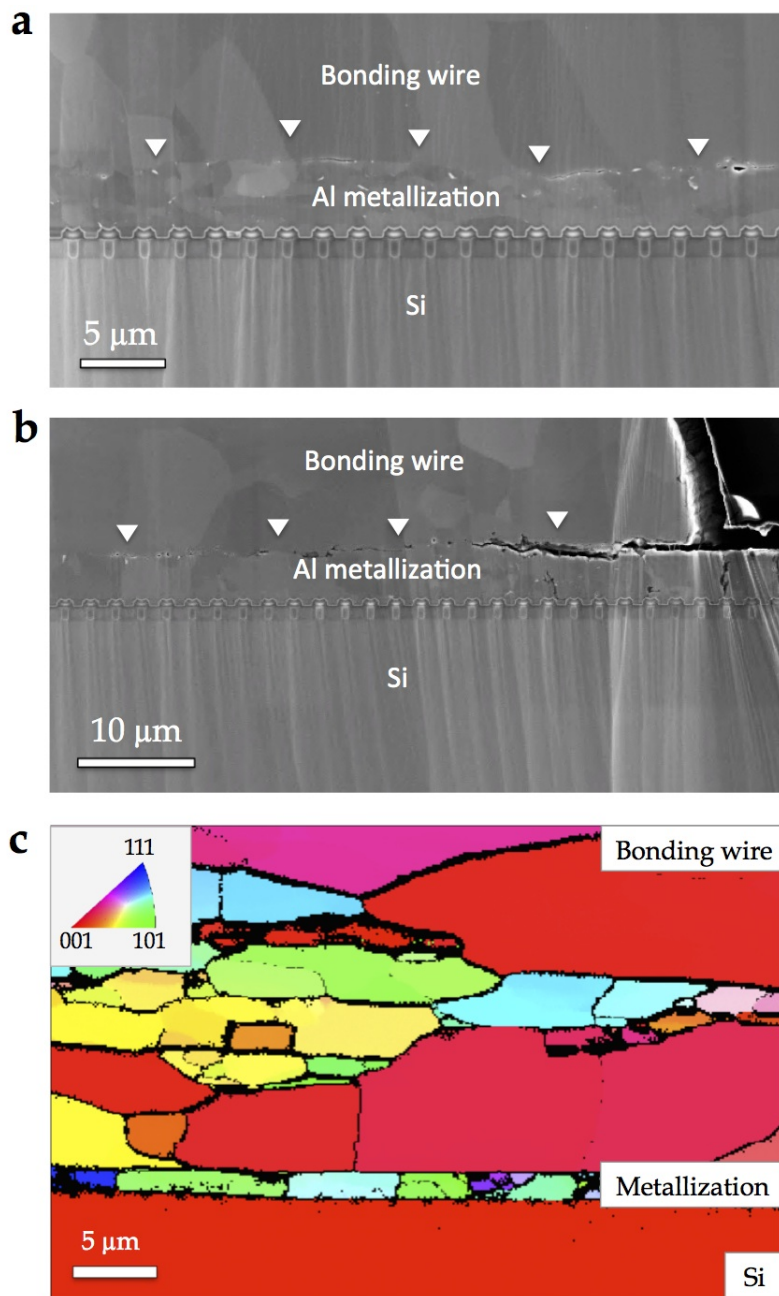 a
Bonding wire
Al metallization
Si
5 μm
b
Bonding wire
Al metallization
Si
10 μm
c
111
001
101
Bonding wire
Metallization
5 μm
Si